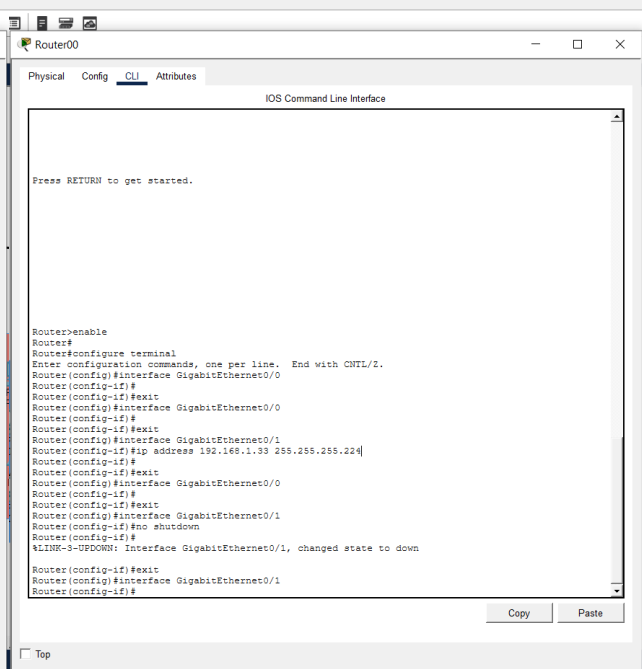 Router00
Physical Config CLI Attributes
IOS Command Line Interface
Press RETURN to get started.
Router>enable
Router#
Router#configure terminal
Enter configuration commands, one per line. End with CNTL/Z.
Router(config)#interface GigabitEthernet0/0
Router(config-if)#
Router(config-if)#exit
Router(config)#interface GigabitEthernet0/0
Router(config-if)#
Router(config-if)#exit
Router(config)#interface GigabitEthernet0/1
Router(config-if)#ip address 192.168.1.33 255.255.255.224
Router(config-if)#
Router(config-if)#exit
Router(config)#interface GigabitEthernet0/0
Router(config-if)#
Router(config-if)#exit
Router(config)#interface GigabitEthernet0/1
Router(config-if)#no shutdown
Router(config-if)#
%LINK-3-UPDOWN: Interface GigabitEthernet0/1, changed state to down
Router(config-if)#exit
Router(config)#interface GigabitEthernet0/1
Router(config-if)#
Copy Paste
Top